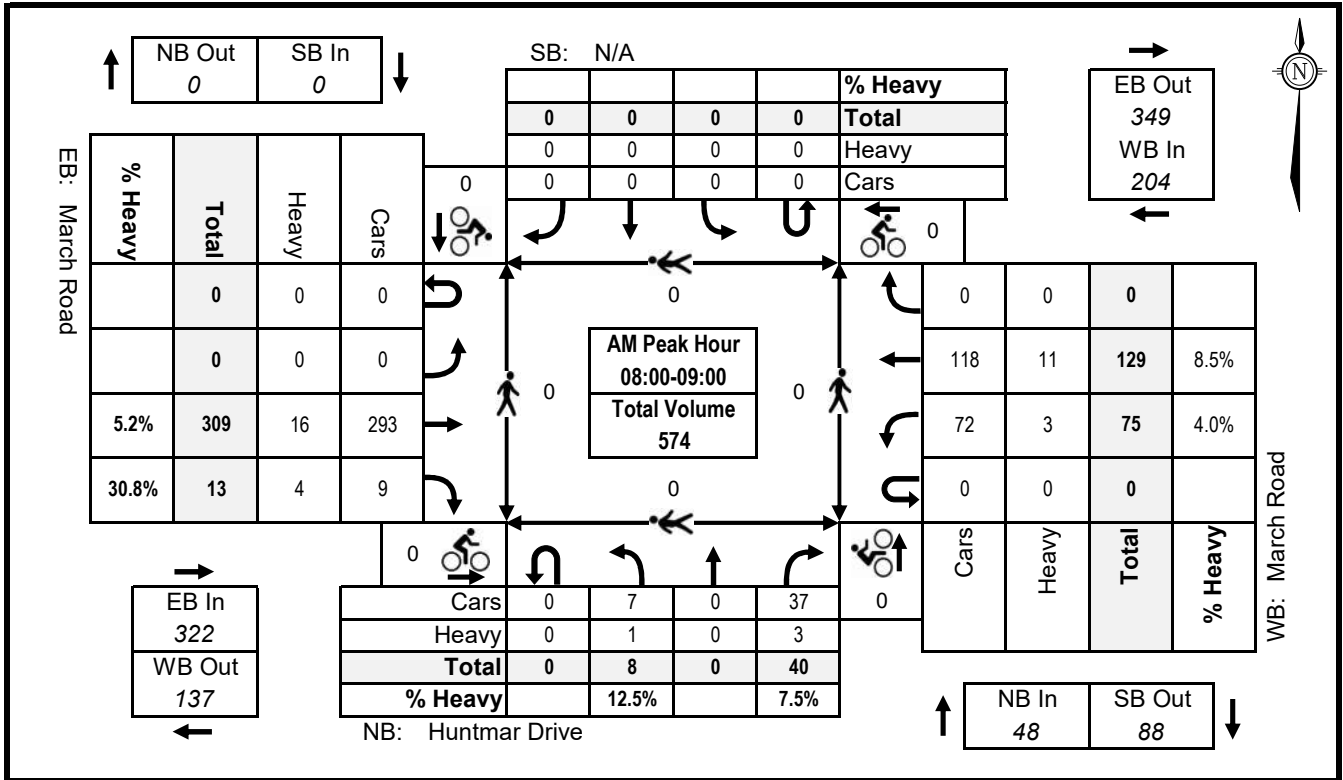 NB Out SB In
0 0
SB: N/A
% Heavy
0 0 0 0 Total
0 0 0 0 Heavy
0 0 0 0 Cars
EB Out
349
WB In
204
N
EB: March Road
% Heavy Total Heavy Cars
0 0 0
0 0 0
5.2% 309 16 293
30.8% 13 4 9
0
0
0
0
0
0
AM Peak Hour
08:00-09:00
Total Volume
574
0 0 0
118 11 129 8.5%
72 3 75 4.0%
0 0 0
Cars Heavy Total % Heavy
WB: March Road
0
0
EB In
322
WB Out
137
Cars 0 7 0 37
Heavy 0 1 0 3
Total 0 8 0 40
% Heavy 12.5% 7.5%
NB: Huntmar Drive
NB In SB Out
48 88